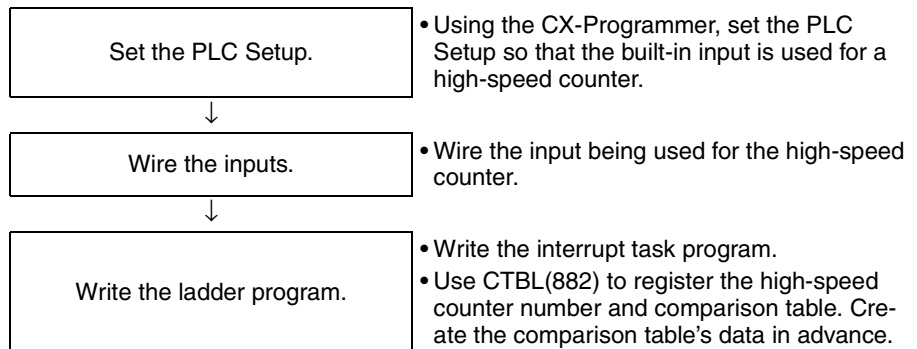 Set the PLC Setup.
• Using the CX-Programmer, set the PLC
Setup so that the built-in input is used for a
high-speed counter.
↓
Wire the inputs.
• Wire the input being used for the high-speed
counter.
↓
Write the ladder program.
• Write the interrupt task program.
• Use CTBL(882) to register the high-speed
counter number and comparison table. Cre-
ate the comparison table's data in advance.